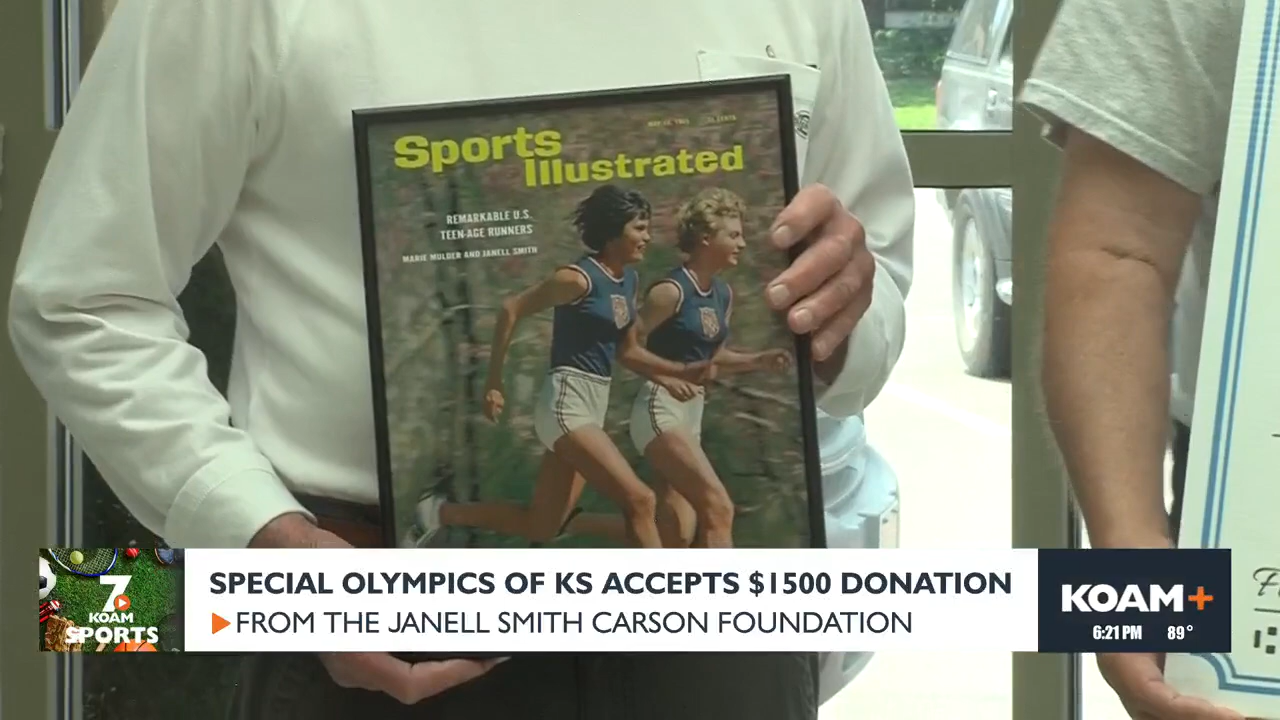 Sports
Illustrated
REMARKABLE U.S.
TEEN-AGE RUNNERS
MARIE MULDER AND JANELL SMITH
7
KOAM
SPORTS
SPECIAL OLYMPICS OF KS ACCEPTS $1500 DONATION
FROM THE JANELL SMITH CARSON FOUNDATION
KOAM+
6:21 PM 89°